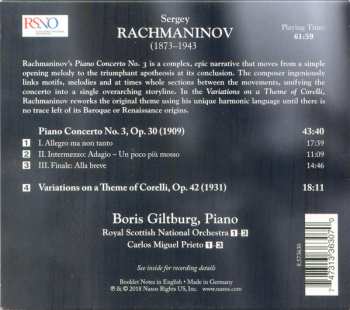 RSNO
Sergey
RACHMANINOV
(1873–1943
Playing Time:
61:59
Rachmaninov's Piano Concerto No. 3 is a complex, epic narrative that moves from a simple
opening melody to the triumphant apotheosis at its conclusion. The composer ingeniously
links motifs, melodies and at times whole sections between the movements, unifying the
concerto into a single overarching storyline. In the Variations on a Theme of Corelli,
Rachmaninov reworks the original theme using his unique harmonic language until there is
no trace left of its Baroque or Renaissance origins.
Piano Concerto No. 3, Op. 30 (1909) 43:40
1 I. Allegro ma non tanto 17:39
2 II. Intermezzo: Adagio – Un poco più mosso 11:09
3 III. Finale: Alla breve 14:46
4 Variations on a Theme of Corelli, Op. 42 (1931) 18:11
Boris Giltburg, Piano
Royal Scottish National Orchestra 1-3
Carlos Miguel Prieto 1-3
See inside for recording details
Booklet Notes in English • Made in Germany
℗ & © 2018 Naxos Rights US, Inc. www.naxos.com
8.573630
7 47313 36307 0